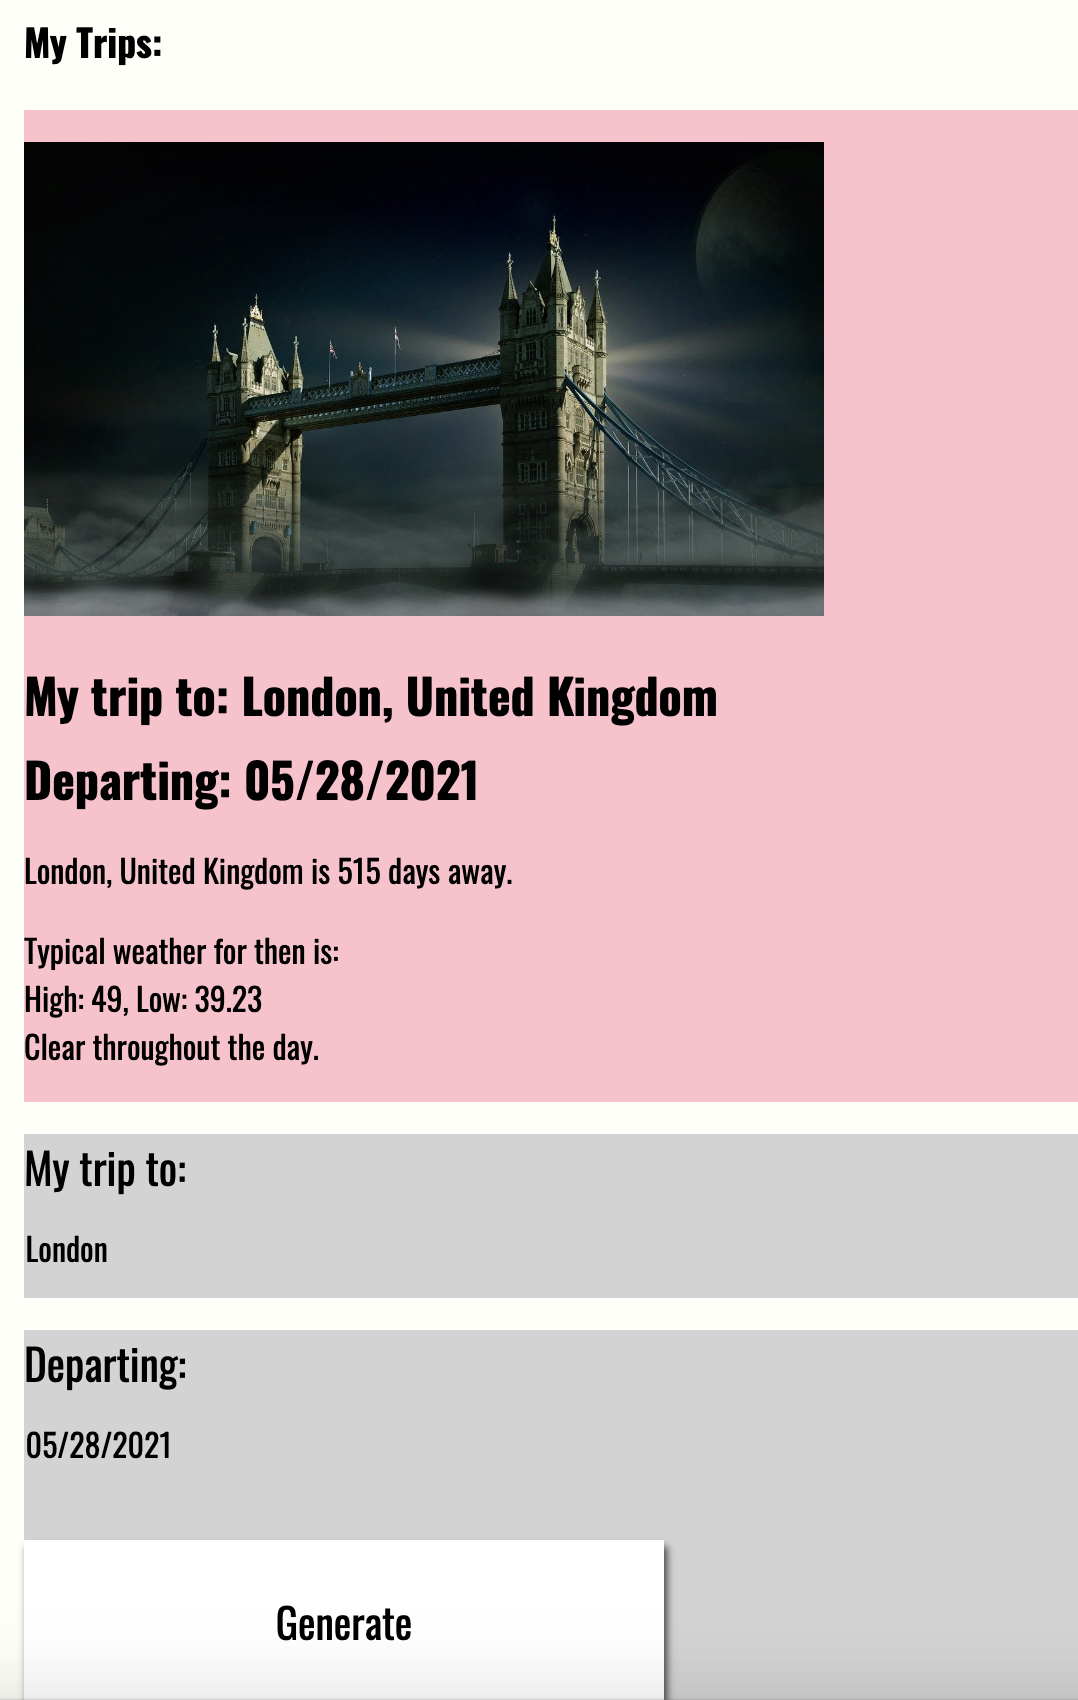 My Trips:
My trip to: London, United Kingdom
Departing: 05/28/2021
London, United Kingdom is 515 days away.
Typical weather for then is:
High: 49, Low: 39.23
Clear throughout the day.
My trip to:
London
Departing:
05/28/2021
Generate